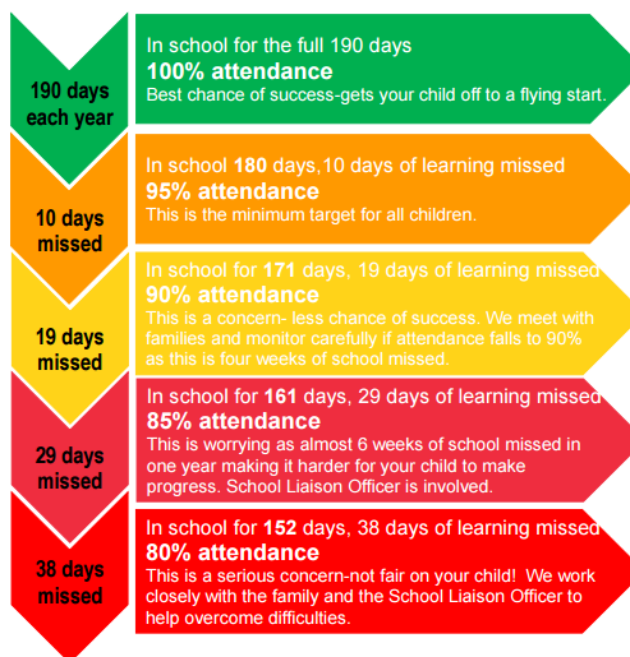 190 days
each year
In school for the full 190 days
100% attendance
Best chance of success-gets your child off to a flying start.
10 days
missed
In school 180 days,10 days of learning missed
95% attendance
This is the minimum target for all children.
19 days
missed
In school for 171 days, 19 days of learning missed
90% attendance
This is a concern- less chance of success. We meet with
families and monitor carefully if attendance falls to 90%
as this is four weeks of school missed.
29 days
missed
In school for 161 days, 29 days of learning missed
85% attendance
This is worrying as almost 6 weeks of school missed in
one year making it harder for your child to make
progress. School Liaison Officer is involved.
38 days
missed
In school for 152 days, 38 days of learning missed
80% attendance
This is a serious concern-not fair on your child! We work
closely with the family and the School Liaison Officer to
help overcome difficulties.